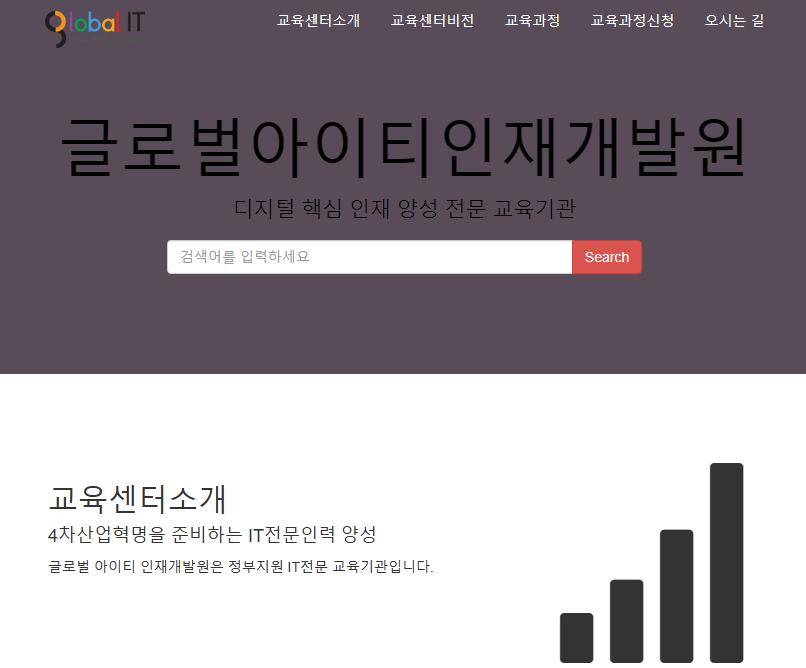 global IT
교육센터소개 교육센터비전 교육과정 교육과정신청 오시는 길
글로벌아이티인재개발원
디지털 핵심 인재 양성 전문 교육기관
검색어를 입력하세요 Search
교육센터소개
4차산업혁명을 준비하는 IT전문인력 양성
글로벌 아이티 인재개발원은 정부지원 IT전문 교육기관입니다.